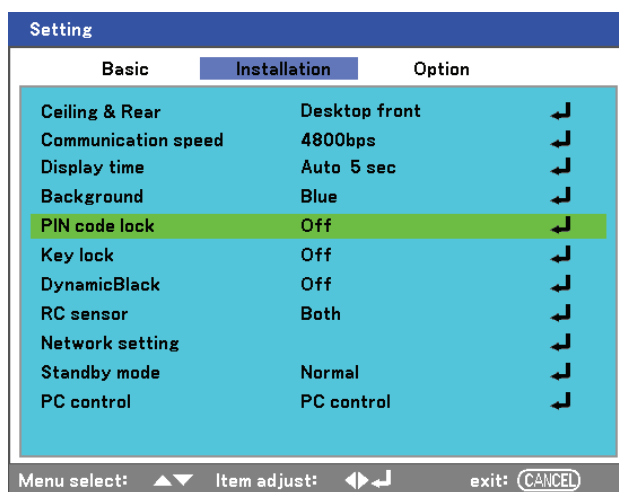 Setting
Basic Installation Option
Ceiling & Rear Desktop front
Communication speed 4800bps
Display time Auto 5 sec
Background Blue
PIN code lock Off
Key lock Off
DynamicBlack Off
RC sensor Both
Network setting
Standby mode Normal
PC control PC control
Menu select: ▲▼ Item adjust: ◀▶↵ exit: (CANCEL)